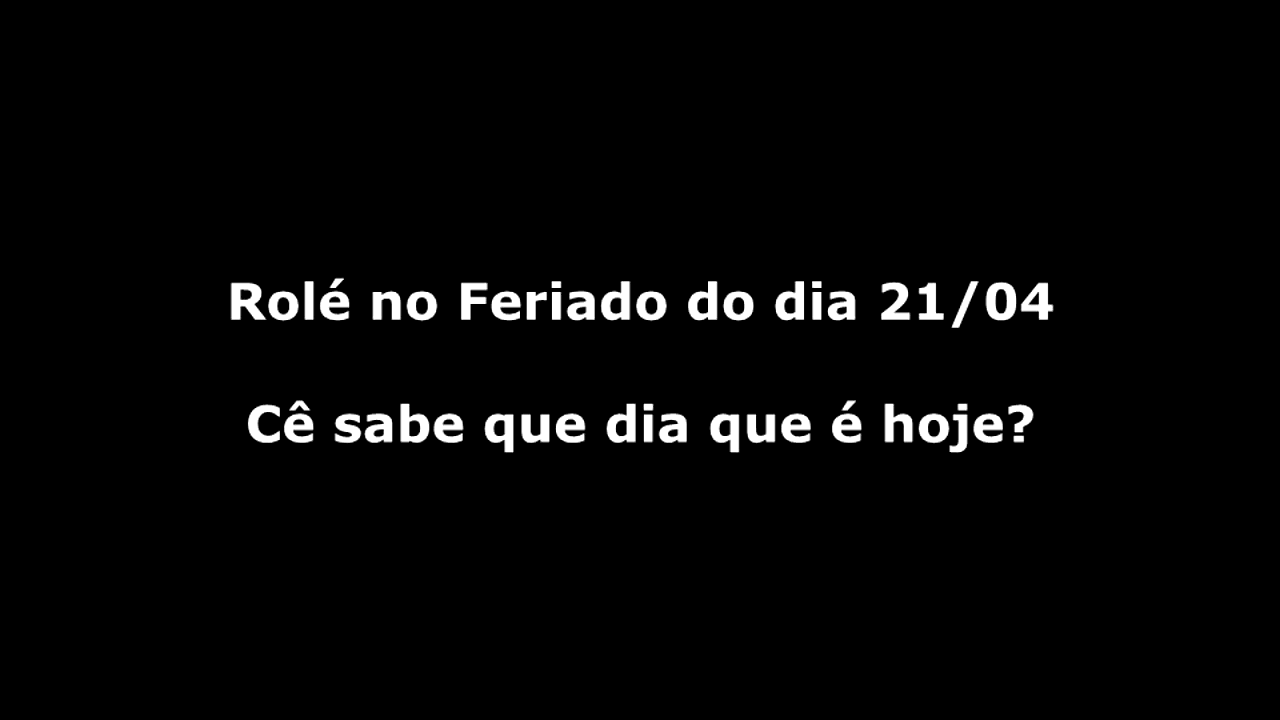 Rolé no Feriado do dia 21/04
Cê sabe que dia que é hoje?